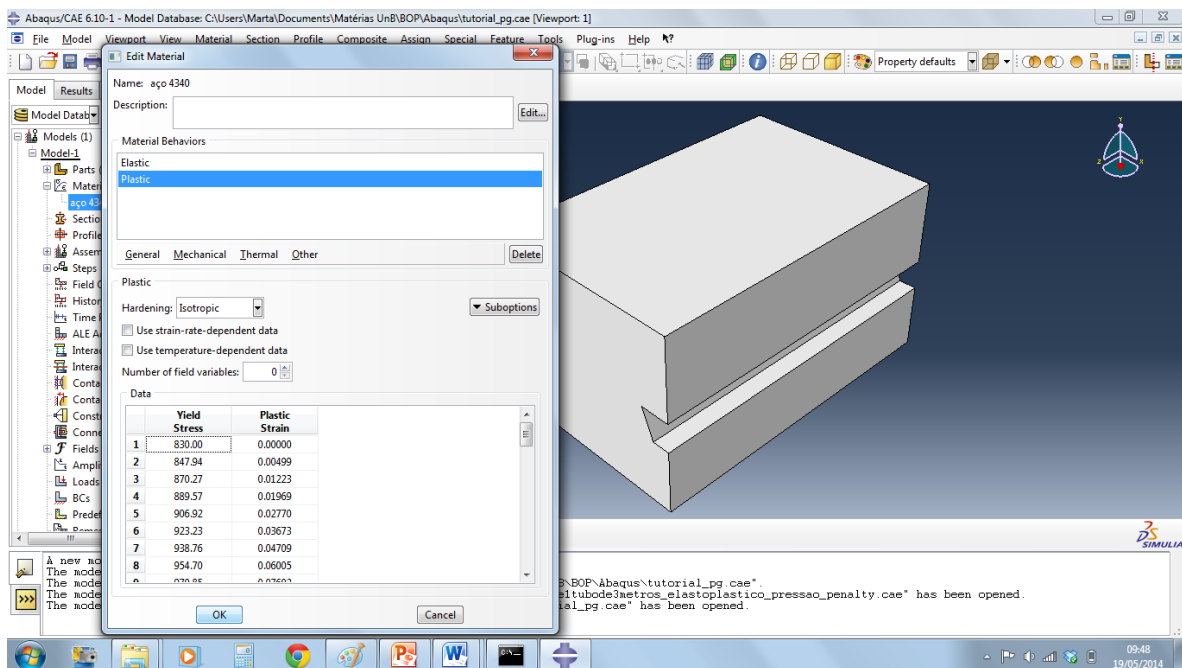 Abaqus/CAE 6.10-1 - Model Database: C:\Users\Marta\Documents\Matérias UnB\BOP\Abaqus\tutorial_pg.cae [Viewport: 1]
File Model Viewport View Material Section Profile Composite Assign Special Feature Tools Plug-ins Help
Property defaults
Model Results
Model Datab
Models (1)
Model-1
Parts (
Materi
aço 43
Sectio
Profile
Assem
Steps
Field O
Histor
Time P
ALE A
Interac
Interac
Conta
Conta
Constr
Conne
Fields
Ampli
Loads
BCs
Predef
Edit Material
Name: aço 4340
Description:
Edit...
Material Behaviors
Elastic
Plastic
General Mechanical Thermal Other
Delete
Plastic
Hardening: Isotropic
Suboptions
Use strain-rate-dependent data
Use temperature-dependent data
Number of field variables: 0
Data
Yield Stress Plastic Strain
1 830.00 0.00000
2 847.94 0.00499
3 870.27 0.01223
4 889.57 0.01969
5 906.92 0.02770
6 923.23 0.03673
7 938.76 0.04709
8 954.70 0.06005
OK Cancel
Y
Z X
SIMULIA
A new mo
The mode
The mode B\BOP\Abaqus\tutorial_pg.cae".
The mode e1tubode3metros_elastoplastico_pressao_penalty.cae" has been opened.
The mode ial_pg.cae" has been opened.
09:48
19/05/2014